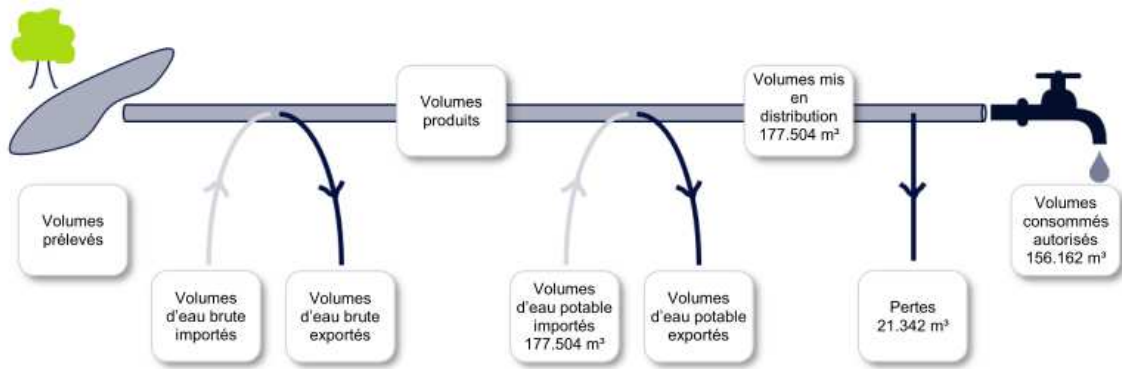 Volumes
prélevés
Volumes
d'eau brute
importés
Volumes
d'eau brute
exportés
Volumes
produits
Volumes
d'eau potable
importés
177.504 m³
Volumes
d'eau potable
exportés
Volumes mis
en
distribution
177.504 m³
Pertes
21.342 m³
Volumes
consommés
autorisés
156.162 m³